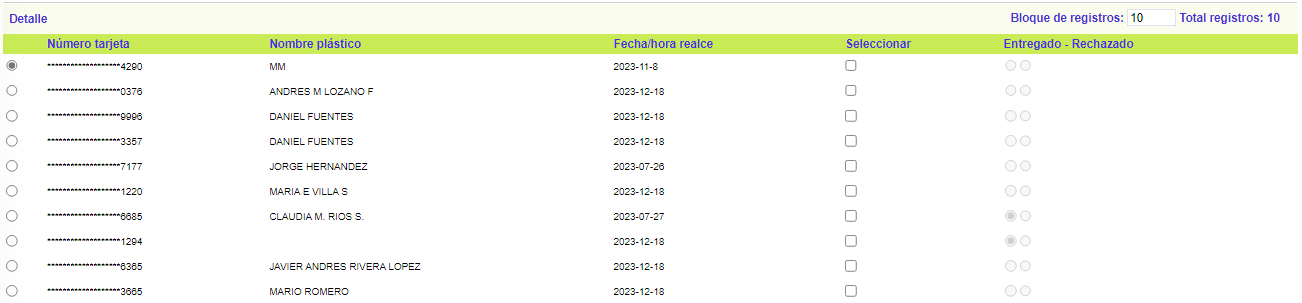 Detalle Bloque de registros: 10 Total registros: 10
Número tarjeta Nombre plástico Fecha/hora realce Seleccionar Entregado - Rechazado
*******************4290 MM 2023-11-8
*******************0376 ANDRES M LOZANO F 2023-12-18
*******************9996 DANIEL FUENTES 2023-12-18
*******************3357 DANIEL FUENTES 2023-12-18
*******************7177 JORGE HERNANDEZ 2023-07-26
*******************1220 MARIA E VILLA S 2023-12-18
*******************6685 CLAUDIA M. RIOS S. 2023-07-27
*******************1294 2023-12-18
*******************6365 JAVIER ANDRES RIVERA LOPEZ 2023-12-18
*******************3665 MARIO ROMERO 2023-12-18